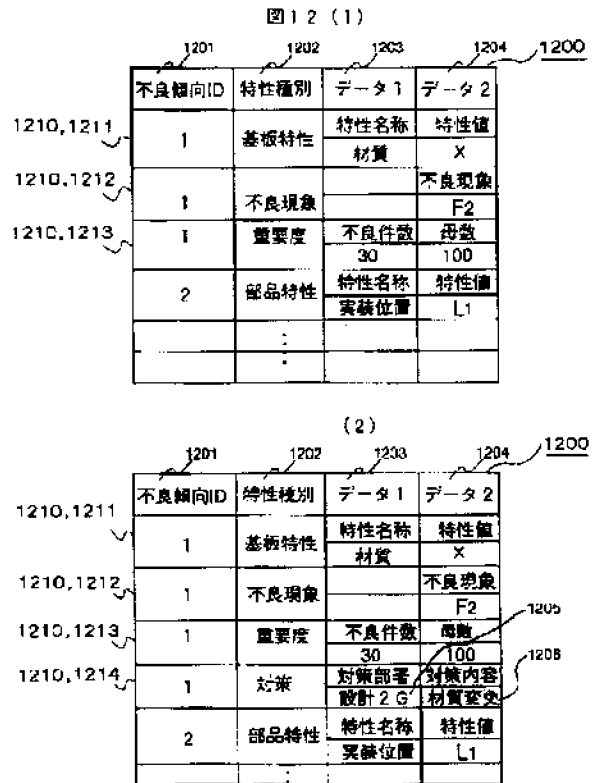 図12 (1)
1201 1202 1203 1204 1200
不良傾向ID 特性種別 データ1 データ2
1210,1211 1 基板特性 特性名称 特性値
材質 X
1210,1212 1 不良現象 不良現象
F2
1210,1213 1 重要度 不良件数 母数
30 100
2 部品特性 特性名称 特性値
実装位置 L1
(2)
1201 1202 1203 1204 1200
不良傾向ID 特性種別 データ1 データ2
1210,1211 1 基板特性 特性名称 特性値
材質 X
1210,1212 1 不良現象 不良現象
F2
1205
1210,1213 1 重要度 不良件数 母数
30 100
1206
1210,1214 1 対策 対策部署 対策内容
設計2G 材質変更
2 部品特性 特性名称 特性値
実装位置 L1